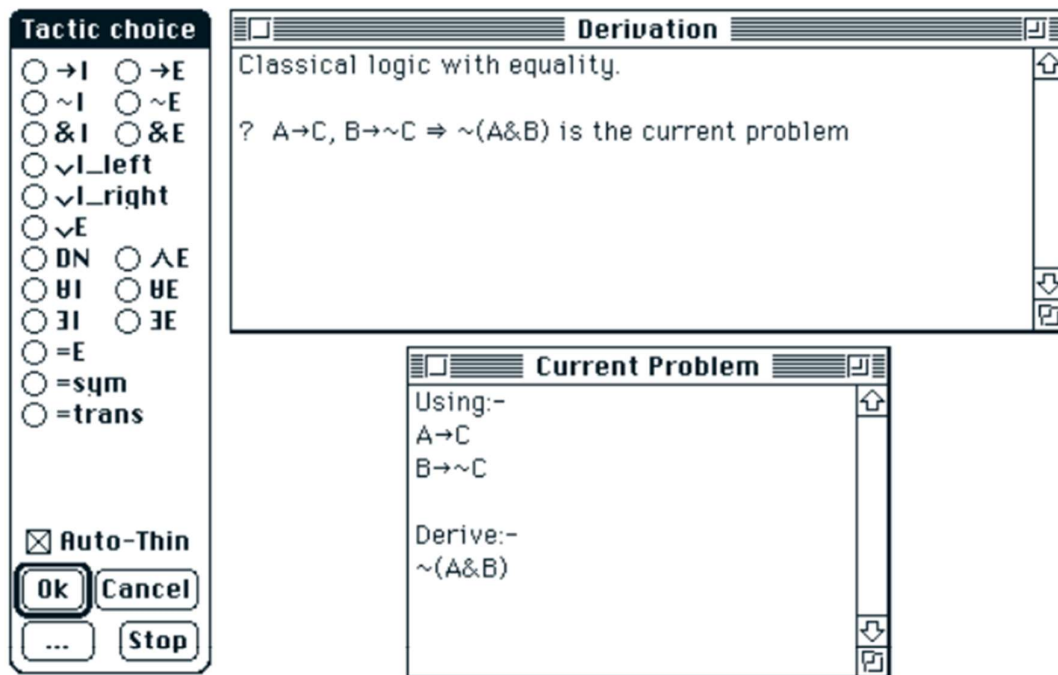 Tactic choice
→I →E
~I ~E
&I &E
∨I_left
∨I_right
∨E
DN ⋏E
∀I ∀E
∃I ∃E
=E
=sym
=trans
Auto-Thin
Ok Cancel
... Stop
Derivation
Classical logic with equality.
? A→C, B→~C ⇒ ~(A&B) is the current problem
Current Problem
Using:-
A→C
B→~C
Derive:-
~(A&B)